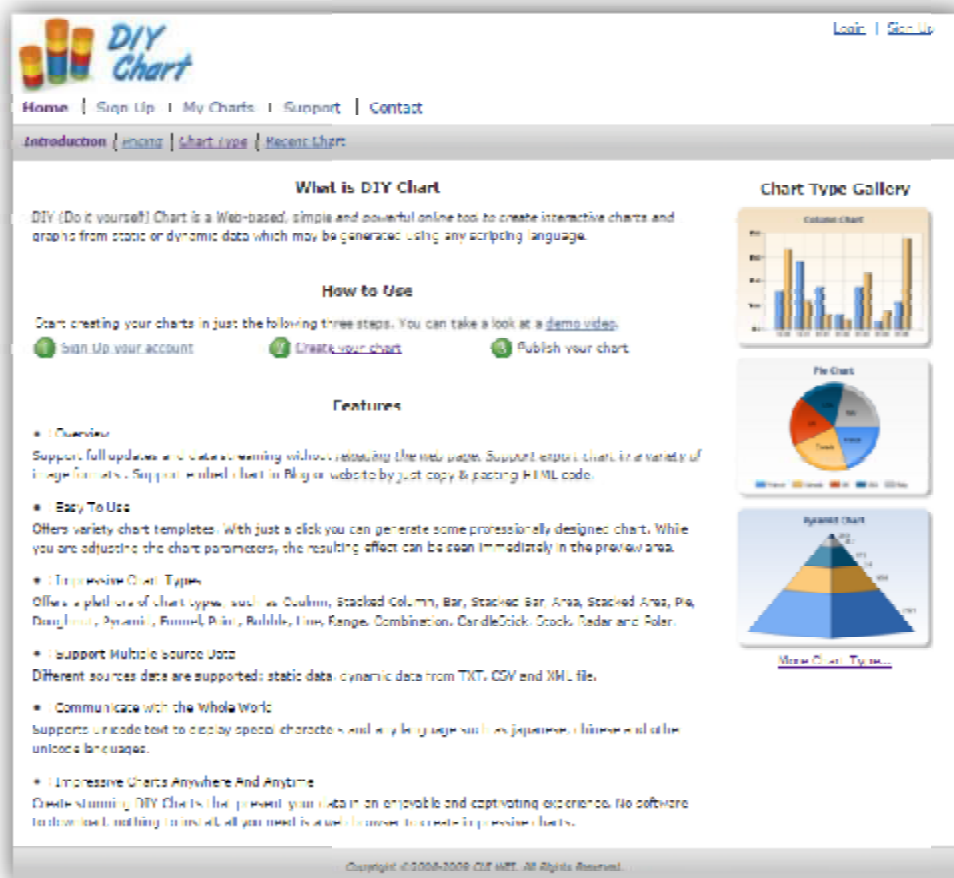 DIY
Chart
Login | Sign Up
Home | Sign Up | My Charts | Support | Contact
Introduction | Pricing | Chart Type | Recent Chart
What is DIY Chart
DIY (Do it yourself) Chart is a Web-based, simple and powerful online tool to create interactive charts and
graphs from static or dynamic data which may be generated using any scripting language.
How to Use
Start creating your charts in just the following three steps. You can take a look at a demo video.
1 Sign Up your account
2 Create your chart
3 Publish your chart
Features
Overview
Support full updates and data streaming without reloading the web page. Support export chart in a variety of
image formats. Support embed chart in Blog or website by just copy & pasting HTML code.
Easy To Use
Offers variety chart templates. With just a click you can generate some professionally designed chart. While
you are adjusting the chart parameters, the resulting effect can be seen immediately in the preview area.
Impressive Chart Types
Offers a plethora of chart types, such as Coulmn, Stacked Column, Bar, Stacked Bar, Area, Stacked Area, Pie,
Doughnut, Pyramid, Funnel, Point, Bubble, Line, Range, Combination, CandleStick, Stock, Radar and Polar.
Support Multiple Source Data
Different sources data are supported: static data, dynamic data from TXT, CSV and XML file.
Communicate with the Whole World
Supports unicode text to display special characters and any language such as japanese, chinese and other
unicode languages.
Impressive Charts Anywhere And Anytime
Create stunning DIY Charts that present your data in an enjoyable and captivating experience. No software
to download, nothing to install, all you need is a web browser to create impressive charts.
Chart Type Gallery
Column Chart
Pie Chart
Pyramid Chart
More Chart Type...
Copyright ©2008-2009 .NET. All Rights Reserved.